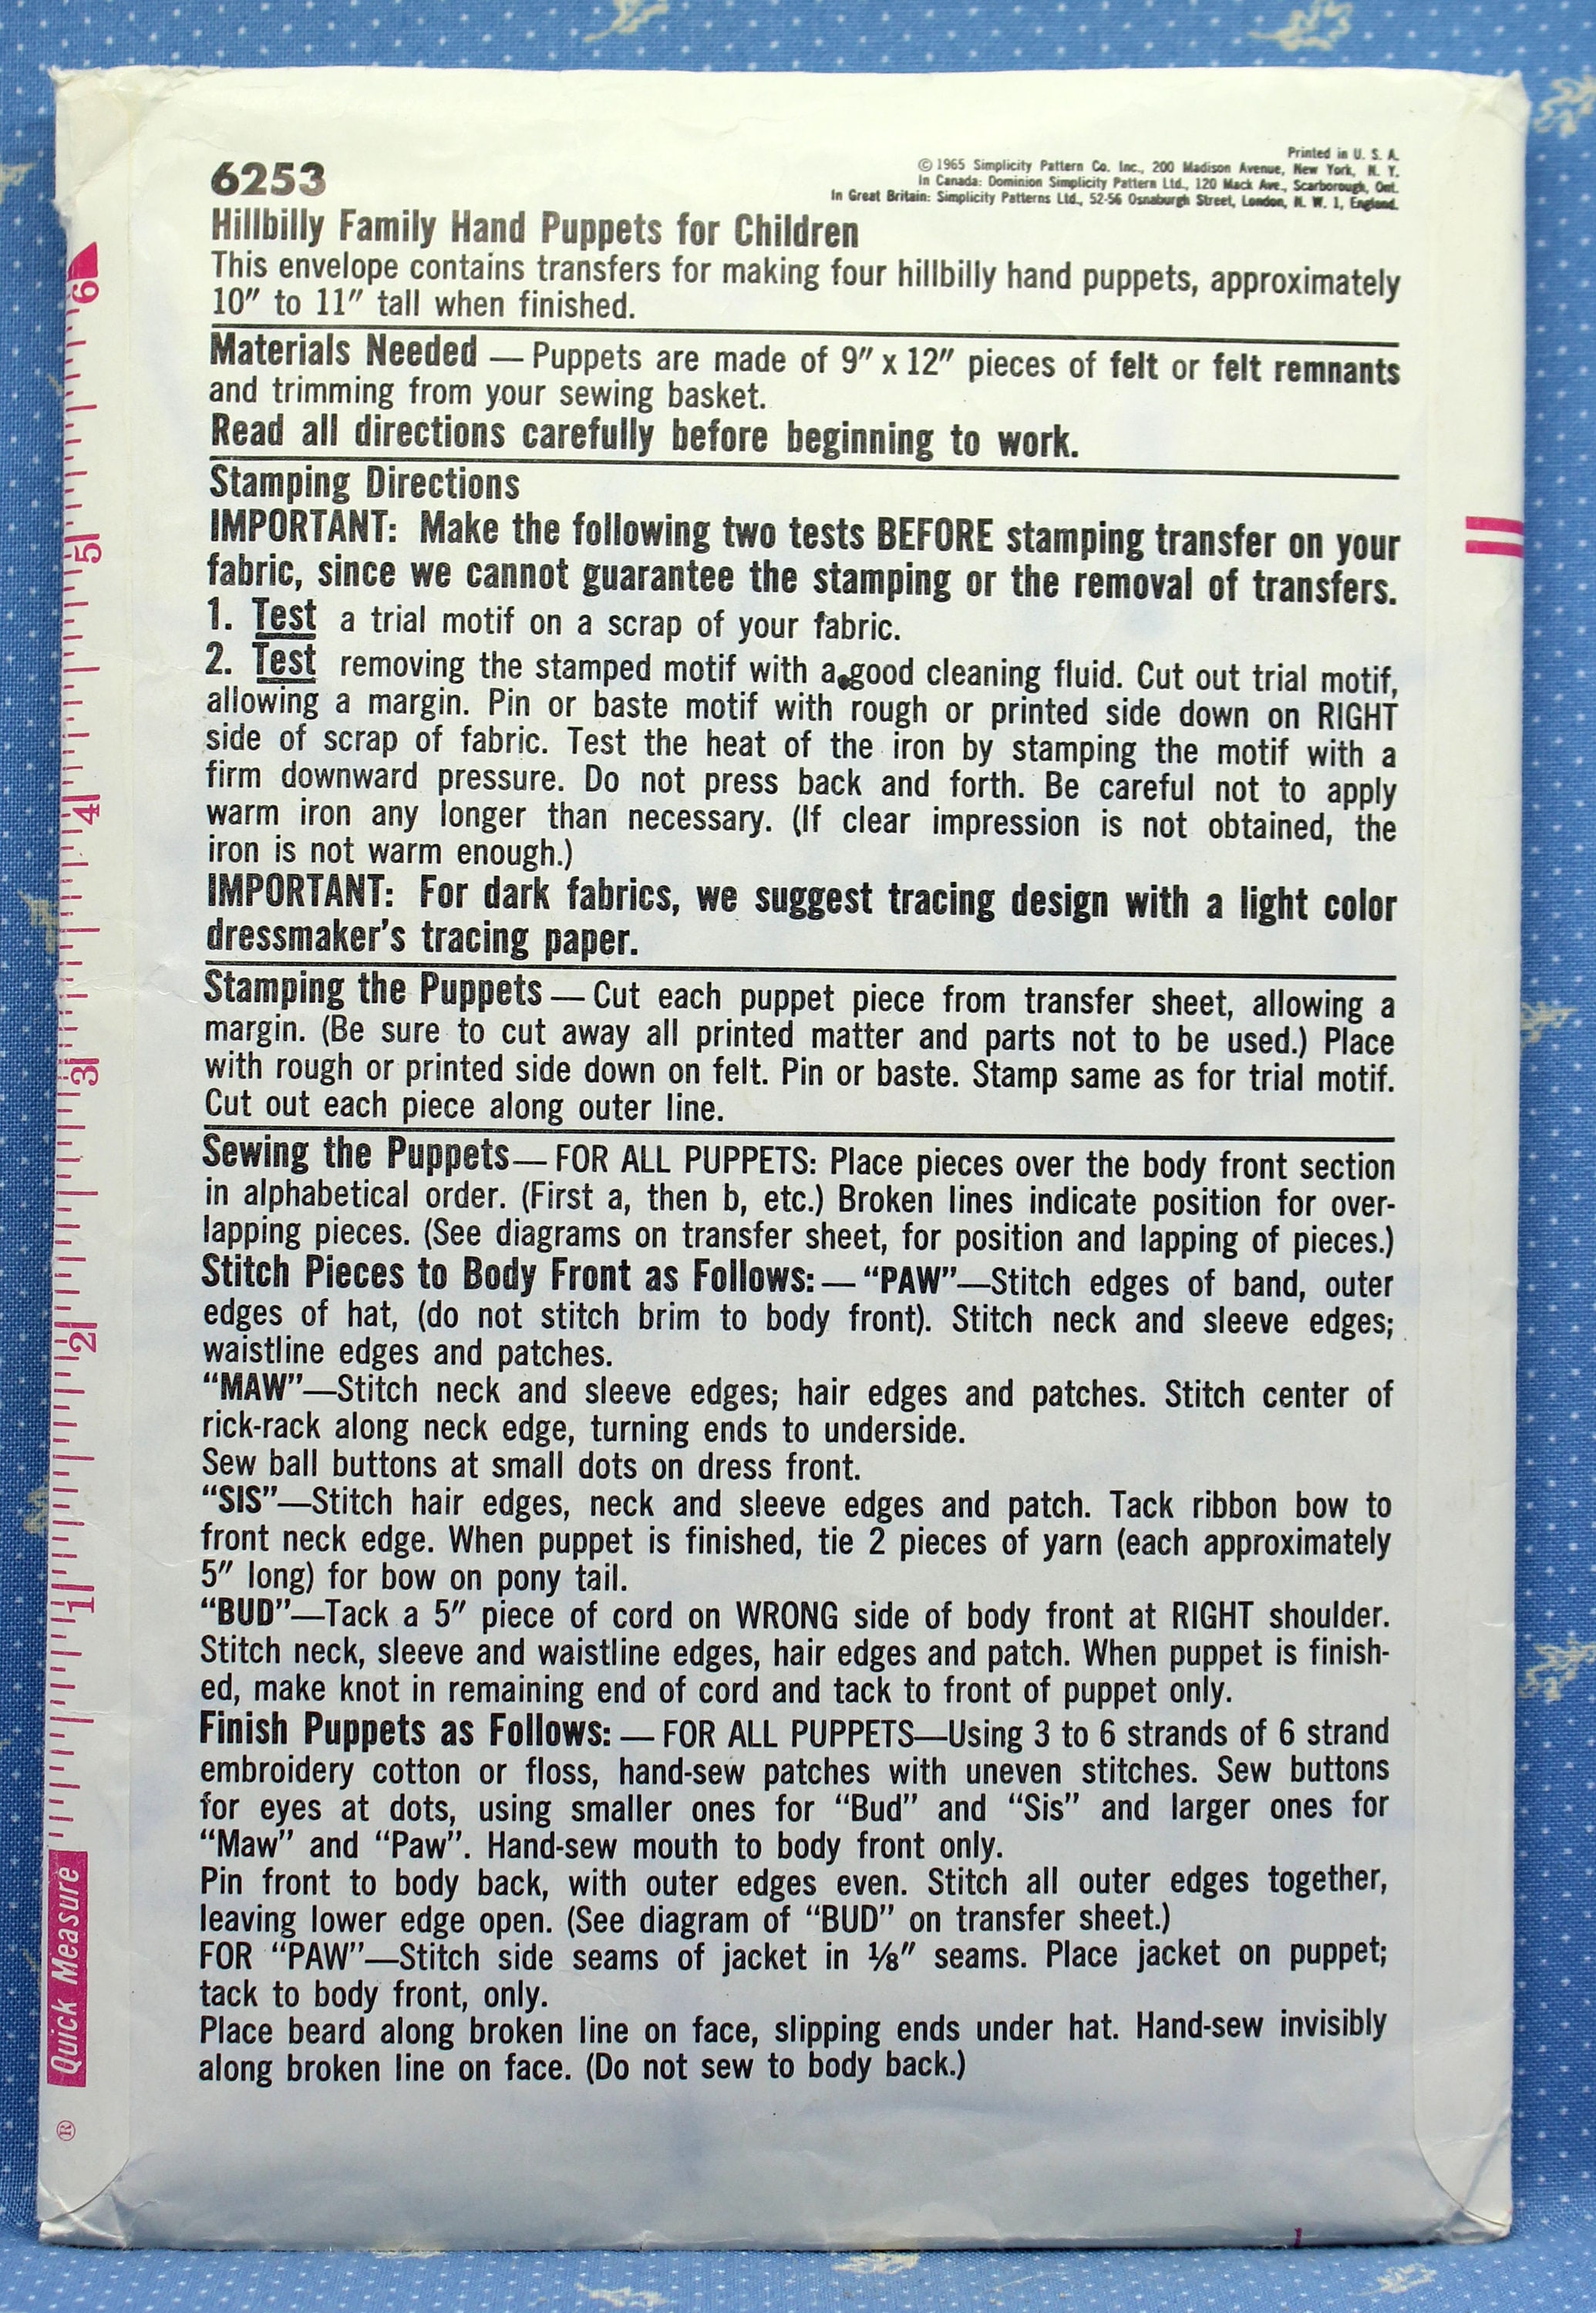 6253
Printed in U. S. A.
© 1965 Simplicity Pattern Co. Inc., 200 Madison Avenue, New York, N. Y.
In Canada: Dominion Simplicity Pattern Ltd., 120 Mack Ave., Scarborough, Ont.
In Great Britain: Simplicity Patterns Ltd., 52-56 Osnaburgh Street, London, N. W. 1, England.
Hillbilly Family Hand Puppets for Children
This envelope contains transfers for making four hillbilly hand puppets, approximately
10″ to 11″ tall when finished.
Materials Needed — Puppets are made of 9″ x 12″ pieces of felt or felt remnants
and trimming from your sewing basket.
Read all directions carefully before beginning to work.
Stamping Directions
IMPORTANT: Make the following two tests BEFORE stamping transfer on your
fabric, since we cannot guarantee the stamping or the removal of transfers.
1. Test a trial motif on a scrap of your fabric.
2. Test removing the stamped motif with a good cleaning fluid. Cut out trial motif,
allowing a margin. Pin or baste motif with rough or printed side down on RIGHT
side of scrap of fabric. Test the heat of the iron by stamping the motif with a
firm downward pressure. Do not press back and forth. Be careful not to apply
warm iron any longer than necessary. (If clear impression is not obtained, the
iron is not warm enough.)
IMPORTANT: For dark fabrics, we suggest tracing design with a light color
dressmaker's tracing paper.
Stamping the Puppets — Cut each puppet piece from transfer sheet, allowing a
margin. (Be sure to cut away all printed matter and parts not to be used.) Place
with rough or printed side down on felt. Pin or baste. Stamp same as for trial motif.
Cut out each piece along outer line.
Sewing the Puppets — FOR ALL PUPPETS: Place pieces over the body front section
in alphabetical order. (First a, then b, etc.) Broken lines indicate position for over-
lapping pieces. (See diagrams on transfer sheet, for position and lapping of pieces.)
Stitch Pieces to Body Front as Follows: — “PAW”—Stitch edges of band, outer
edges of hat, (do not stitch brim to body front). Stitch neck and sleeve edges;
waistline edges and patches.
“MAW”—Stitch neck and sleeve edges; hair edges and patches. Stitch center of
rick-rack along neck edge, turning ends to underside.
Sew ball buttons at small dots on dress front.
“SIS”—Stitch hair edges, neck and sleeve edges and patch. Tack ribbon bow to
front neck edge. When puppet is finished, tie 2 pieces of yarn (each approximately
5″ long) for bow on pony tail.
“BUD”—Tack a 5″ piece of cord on WRONG side of body front at RIGHT shoulder.
Stitch neck, sleeve and waistline edges, hair edges and patch. When puppet is finish-
ed, make knot in remaining end of cord and tack to front of puppet only.
Finish Puppets as Follows: — FOR ALL PUPPETS—Using 3 to 6 strands of 6 strand
embroidery cotton or floss, hand-sew patches with uneven stitches. Sew buttons
for eyes at dots, using smaller ones for “Bud” and “Sis” and larger ones for
“Maw” and “Paw”. Hand-sew mouth to body front only.
Pin front to body back, with outer edges even. Stitch all outer edges together,
leaving lower edge open. (See diagram of “BUD” on transfer sheet.)
FOR “PAW”—Stitch side seams of jacket in ⅛″ seams. Place jacket on puppet;
tack to body front, only.
Place beard along broken line on face, slipping ends under hat. Hand-sew invisibly
along broken line on face. (Do not sew to body back.)
6
5
4
3
2
1
Quick Measure
®